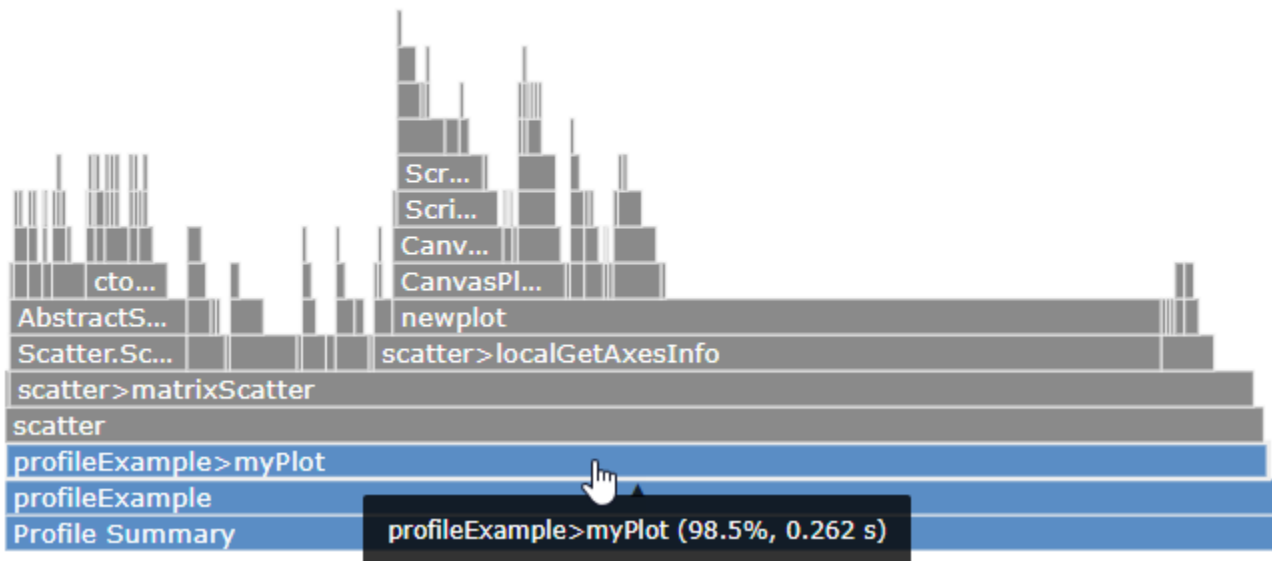 Scr...
Scri...
Canv...
cto... CanvasPl...
AbstractS... newplot
Scatter.Sc... scatter>localGetAxesInfo
scatter>matrixScatter
scatter
profileExample>myPlot
profileExample
Profile Summary
profileExample>myPlot (98.5%, 0.262 s)